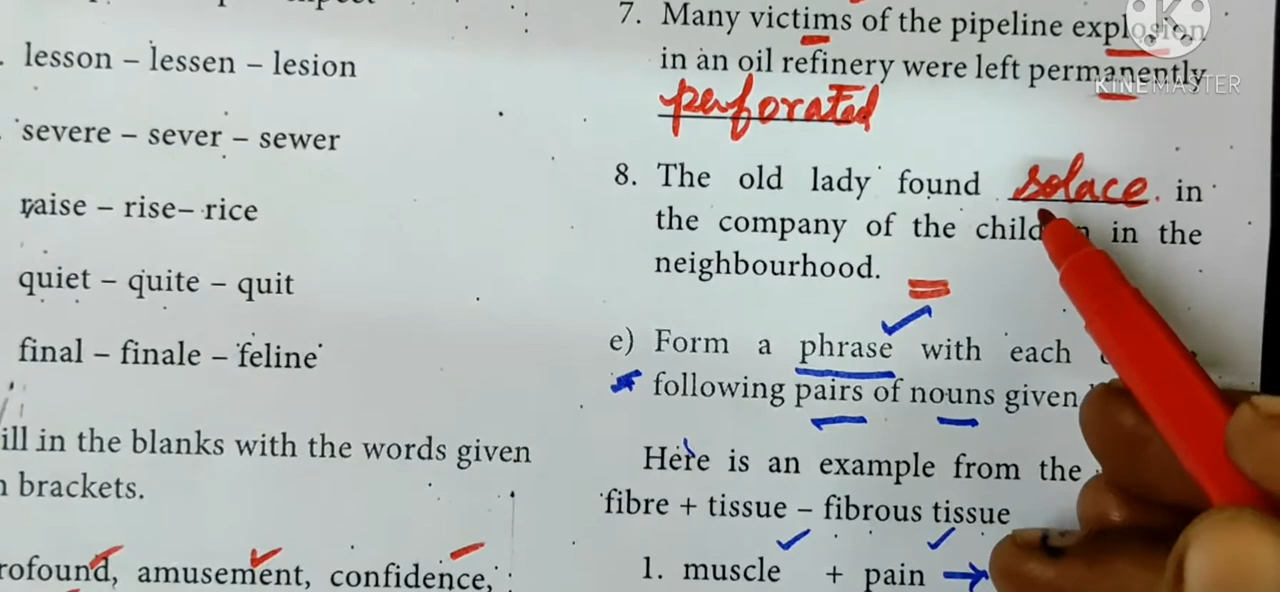 lesson – lessen – lesion
severe – sever – sewer
raise – rise– rice
quiet – quite – quit
final – finale – feline
ill in the blanks with the words given
brackets.
rofound, amusement, confidence,
7. Many victims of the pipeline explosion
in an oil refinery were left permanently
perforated
8. The old lady found solace. in
the company of the children in the
neighbourhood.
e) Form a phrase with each
following pairs of nouns given
Here is an example from the
fibre + tissue – fibrous tissue
1. muscle + pain →
KINEMASTER